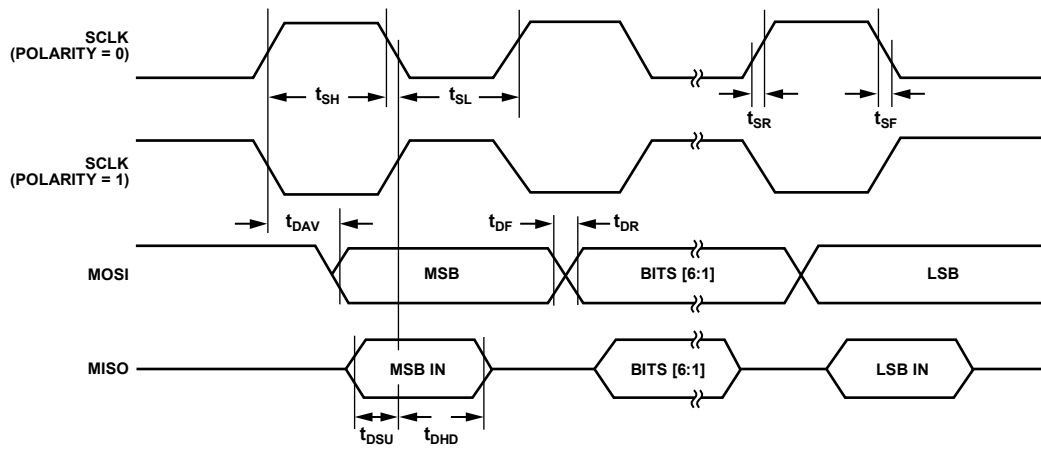 SCLK
(POLARITY = 0)
tSH
tSL
tSR
tSF
SCLK
(POLARITY = 1)
tDAV
tDF
tDR
MOSI
MSB
BITS [6:1]
LSB
MISO
MSB IN
BITS [6:1]
LSB IN
tDSU
tDHD